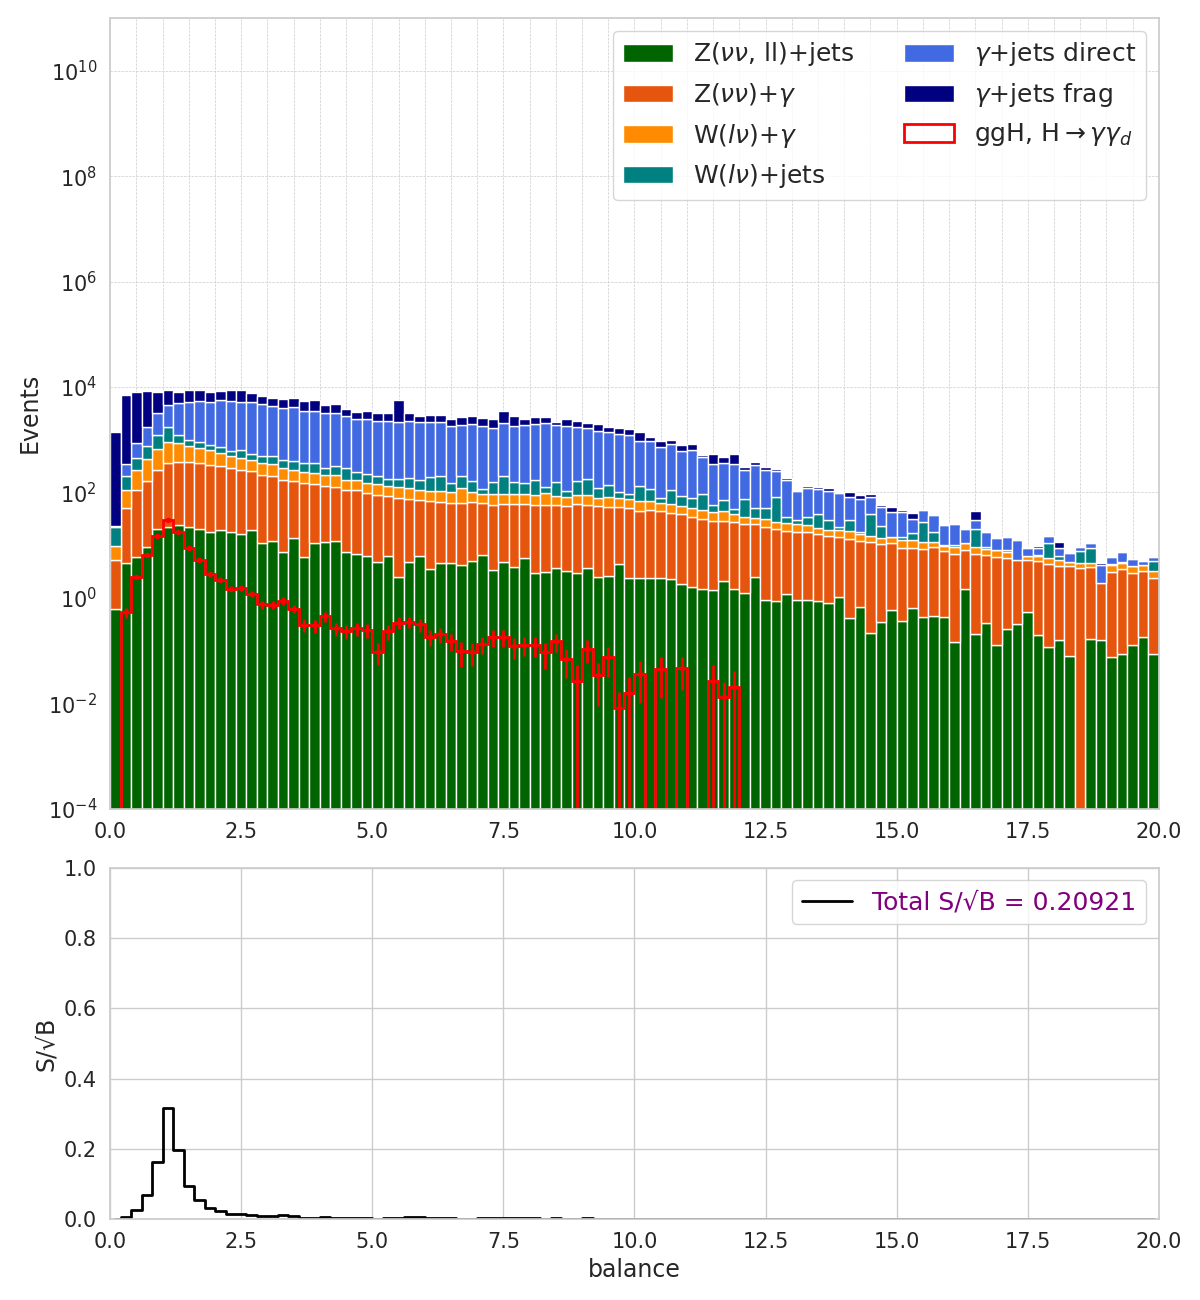 Z(νν, ll)+jets
Z(νν)+γ
W(lν)+γ
W(lν)+jets
γ+jets direct
γ+jets frag
ggH, H→γγ_d
Events
10^10
10^8
10^6
10^4
10^2
10^0
10^−2
10^−4
0.0 2.5 5.0 7.5 10.0 12.5 15.0 17.5 20.0
Total S/√B = 0.20921
S/√B
1.0
0.8
0.6
0.4
0.2
0.0
0.0 2.5 5.0 7.5 10.0 12.5 15.0 17.5 20.0
balance